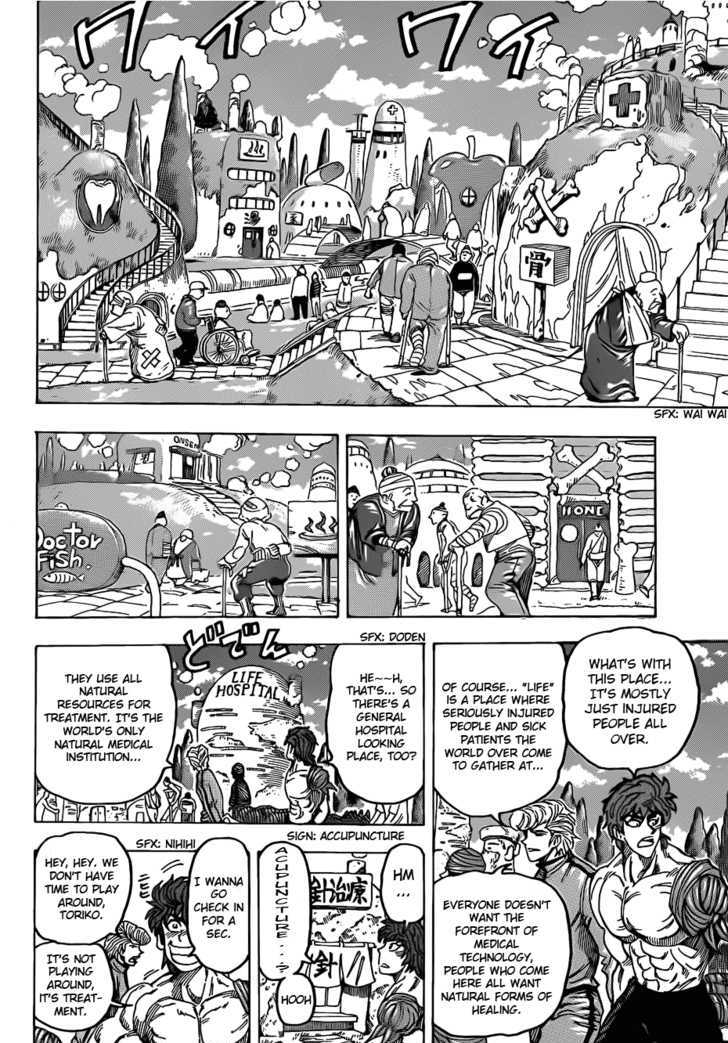 ワイ ワイ
骨
SFX: WAI WAI
11 ONE
ONSEN
Doctor
Fish.
SFX: DODEN
どでん
WHAT'S WITH
THIS PLACE...
IT'S MOSTLY
JUST INJURED
PEOPLE ALL
OVER.
OF COURSE... "LIFE"
IS A PLACE WHERE
SERIOUSLY INJURED
PEOPLE AND SICK
PATIENTS
THE WORLD
OVER COME
TO GATHER AT...
EVERYONE DOESN'T
WANT THE
FOREFRONT OF
MEDICAL
TECHNOLOGY,
PEOPLE WHO COME
HERE ALL WANT
NATURAL FORMS OF
HEALING.
HE~~H,
THAT'S... SO
THERE'S A
GENERAL
HOSPITAL
LOOKING
PLACE, TOO?
LIFE
HOSPITAL
THEY USE ALL
NATURAL
RESOURCES FOR
TREATMENT. IT'S THE
WORLD'S ONLY
NATURAL MEDICAL
INSTITUTION...
SIGN: ACCUPUNCTURE
HM
...
針治療
針
ACUPUNCTURE...?
HOOH
SFX: NIHIHI
I WANNA
GO
CHECK IN
FOR A
SEC.
HEY, HEY. WE
DON'T HAVE
TIME TO PLAY
AROUND,
TORIKO.
IT'S NOT
PLAYING
AROUND,
IT'S TREAT-
MENT.